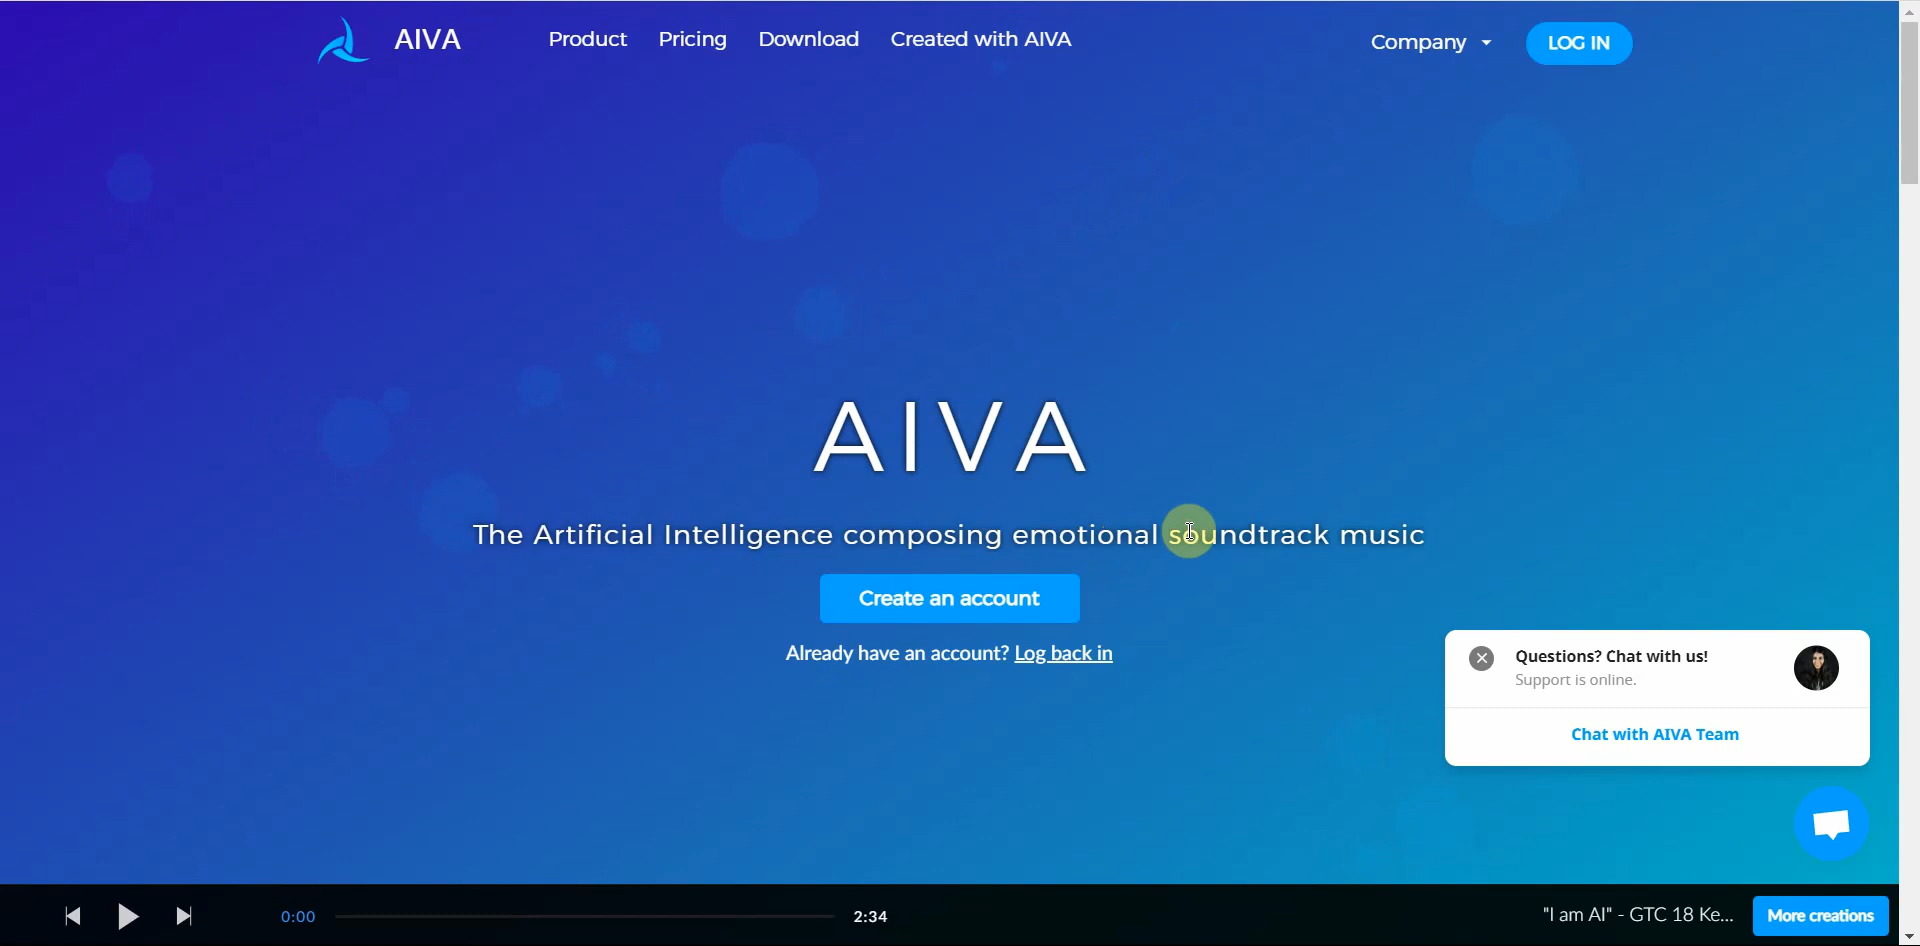 AIVA
Product
Pricing
Download
Created with AIVA
Company
LOG IN
AIVA
The Artificial Intelligence composing emotional soundtrack music
Create an account
Already have an account? Log back in
Questions? Chat with us!
Support is online.
Chat with AIVA Team
0:00
2:34
"I am AI" - GTC 18 Ke...
More creations